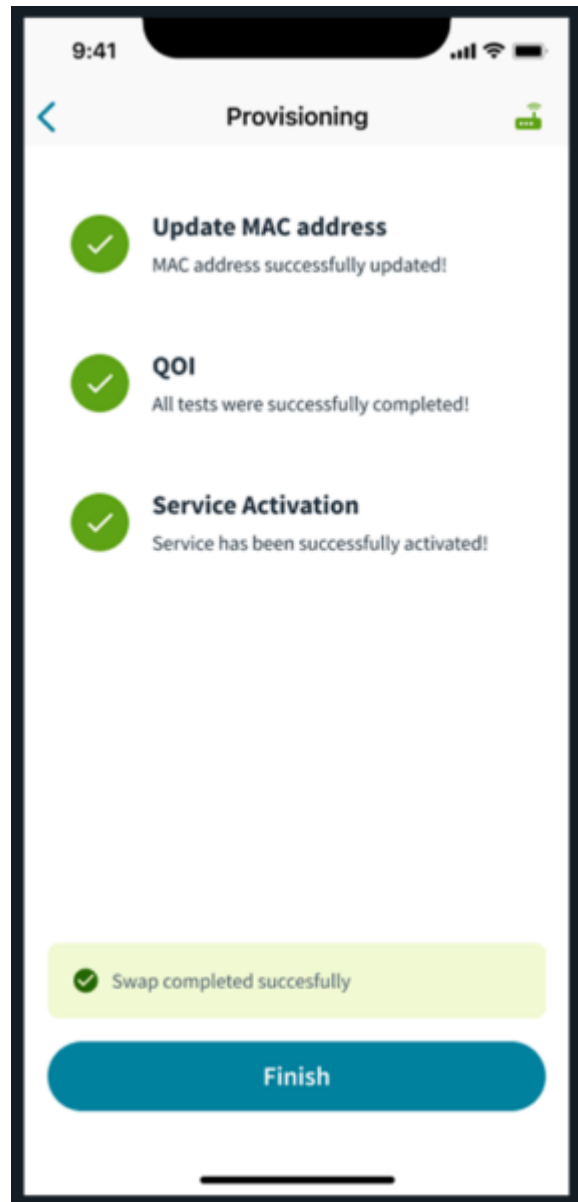 9:41
Provisioning
Update MAC address
MAC address successfully updated!
QOI
All tests were successfully completed!
Service Activation
Service has been successfully activated!
Swap completed succesfully
Finish